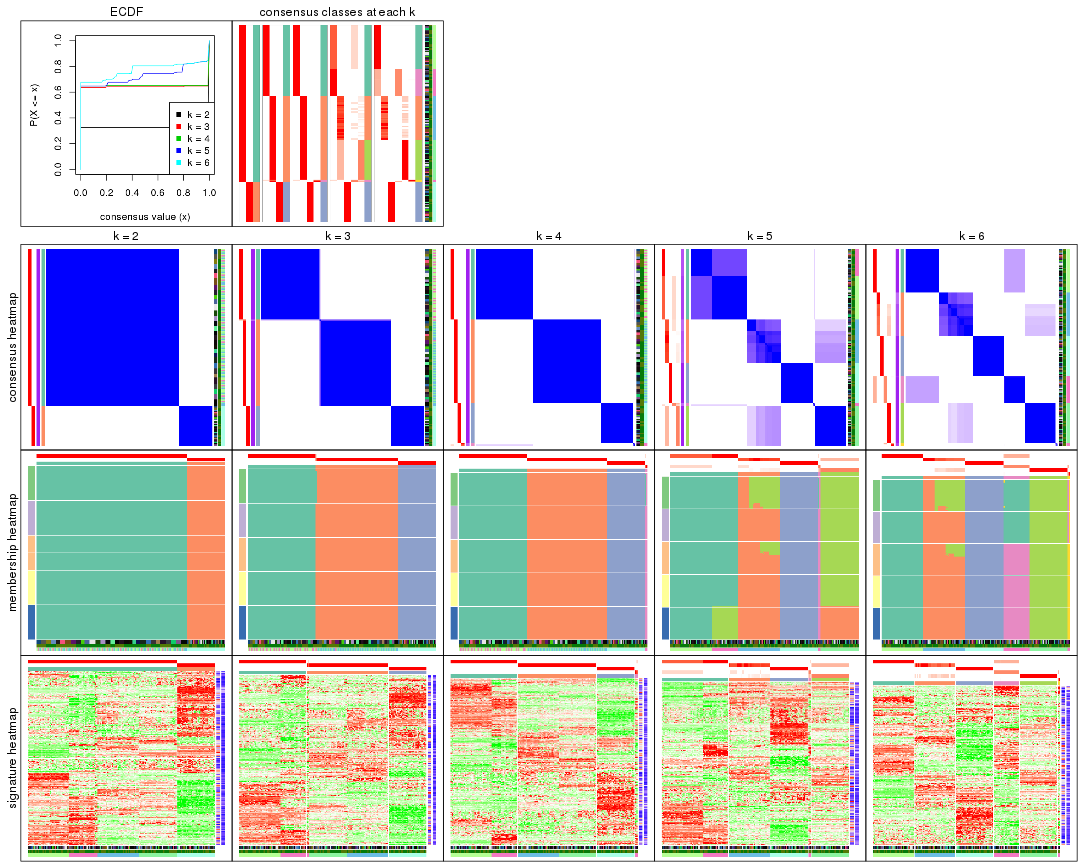 ECDF
consensus classes at each k
P(X <= x)
0.0
0.2
0.4
0.6
0.8
1.0
k = 2
k = 3
k = 4
k = 5
k = 6
0.0 0.2 0.4 0.6 0.8 1.0
consensus value (x)
k = 2
k = 3
k = 4
k = 5
k = 6
consensus heatmap
membership heatmap
signature heatmap